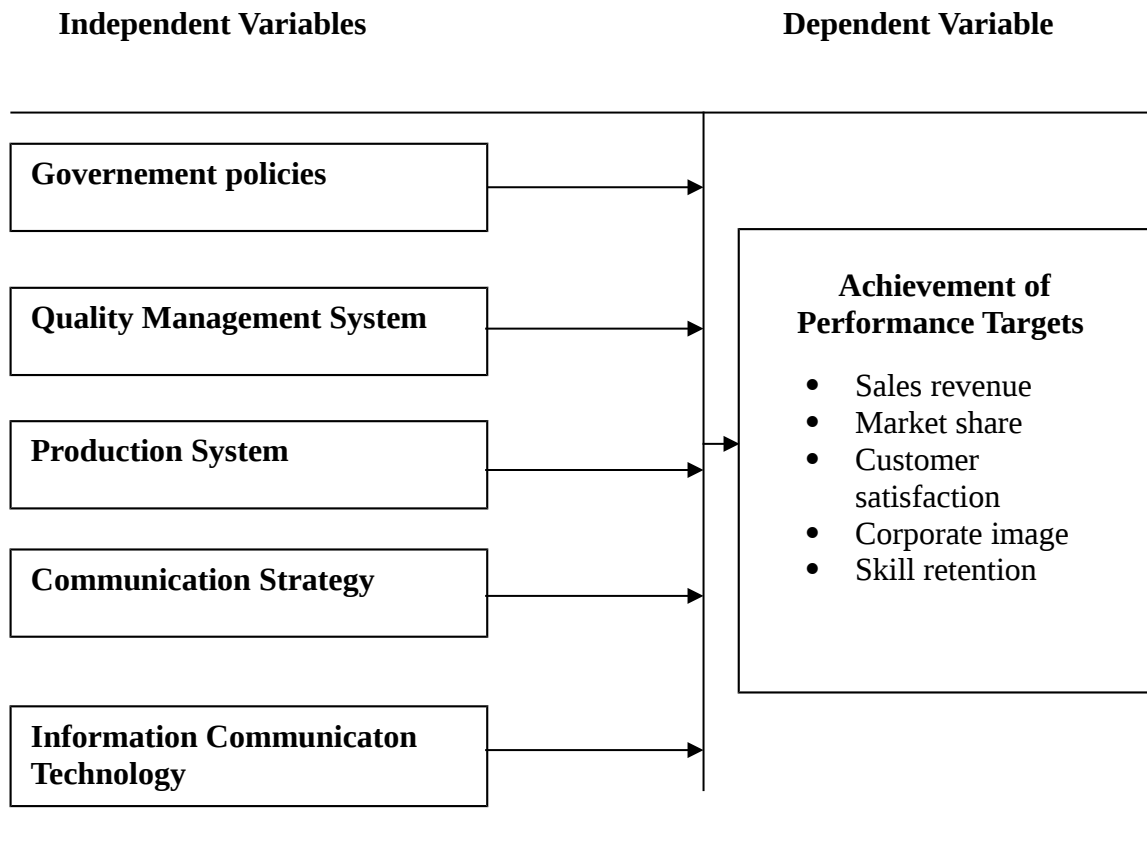 Independent Variables
Dependent Variable
Governement policies
Quality Management System
Production System
Communication Strategy
Information Communicaton
Technology
Achievement of
Performance Targets
• Sales revenue
• Market share
• Customer
satisfaction
• Corporate image
• Skill retention